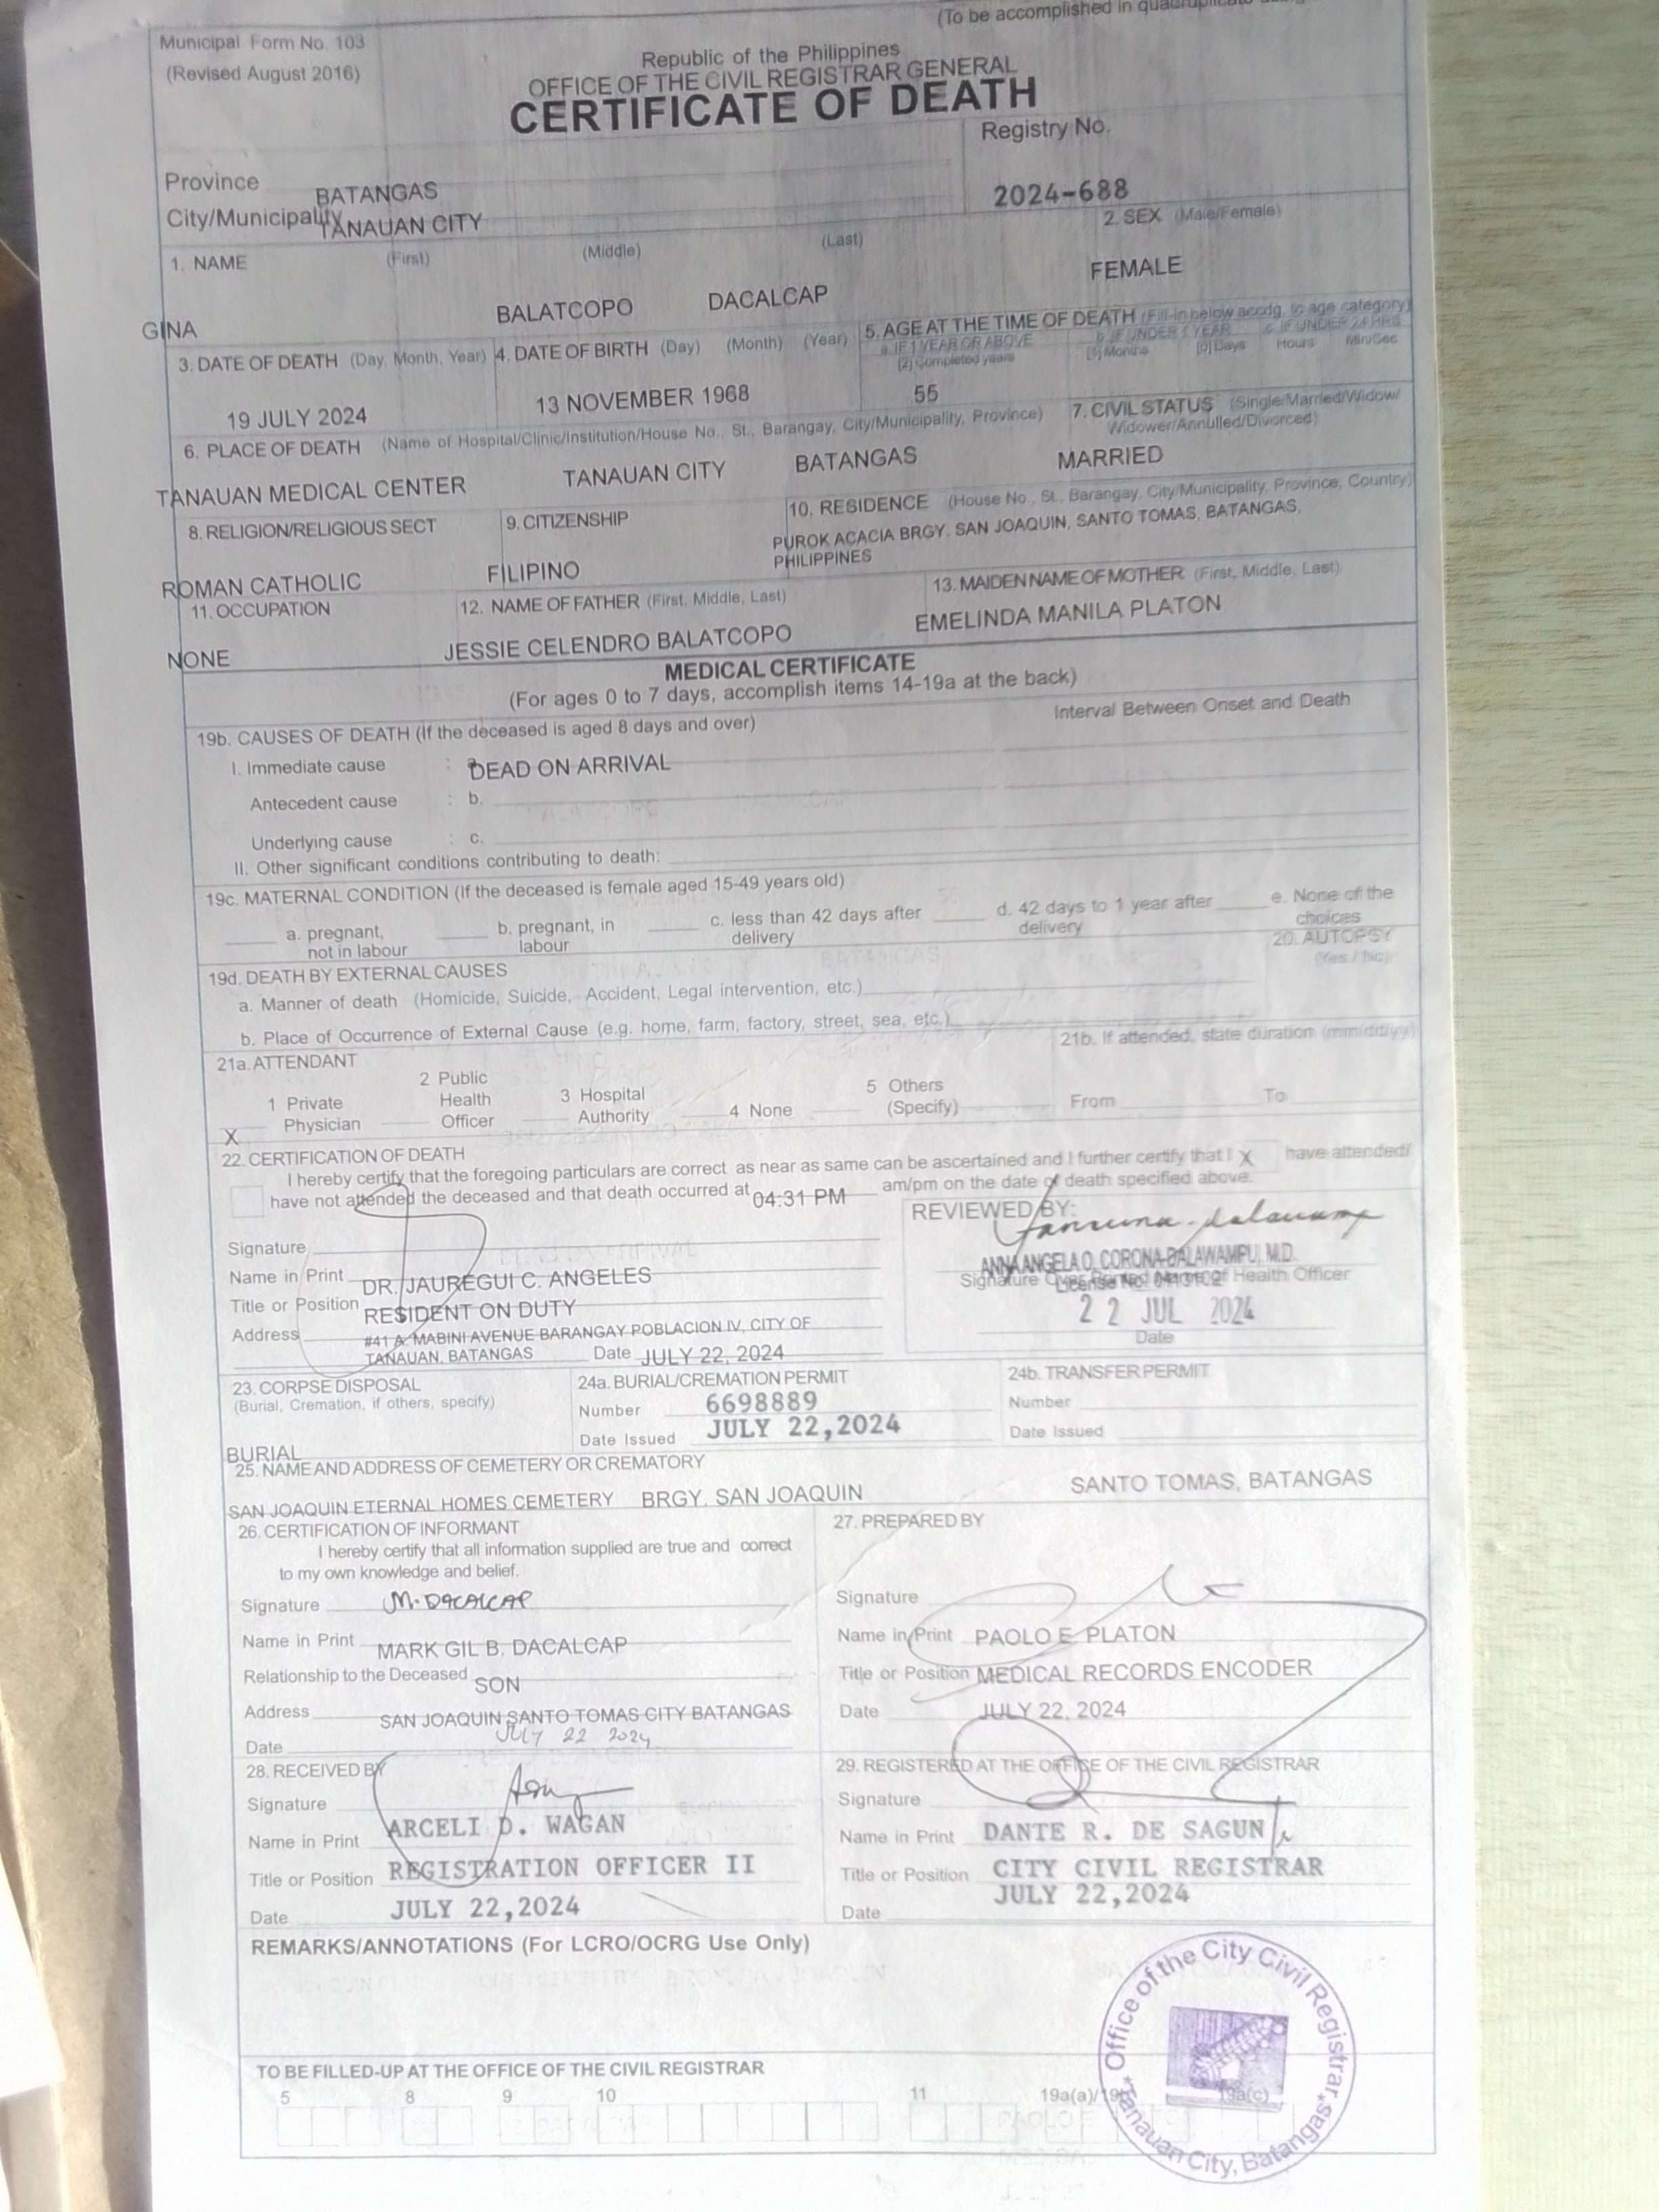 (To be accomplished in quadruplicate
Municipal Form No. 103
(Revised August 2016)
Republic of the Philippines
OFFICE OF THE CIVIL REGISTRAR GENERAL
CERTIFICATE OF DEATH
Registry No.
Province BATANGAS
2024-688
City/Municipality TANAUAN CITY
1. NAME (First) (Middle) (Last) 2. SEX (Male/Female)
GINA BALATCOPO DACALCAP FEMALE
3. DATE OF DEATH (Day, Month, Year) 4. DATE OF BIRTH (Day) (Month) (Year) 5. AGE AT THE TIME OF DEATH (Fill-in below accdg. to age category)
a. IF 1 YEAR OR ABOVE b. IF UNDER 1 YEAR c. IF UNDER 24 HRS
[2] Completed years [1] Months [0] Days Hours Min/Sec
19 JULY 2024 13 NOVEMBER 1968 55
6. PLACE OF DEATH (Name of Hospital/Clinic/Institution/House No., St., Barangay, City/Municipality, Province) 7. CIVIL STATUS (Single/Married/Widow/
Widower/Annulled/Divorced)
TANAUAN MEDICAL CENTER TANAUAN CITY BATANGAS MARRIED
8. RELIGION/RELIGIOUS SECT 9. CITIZENSHIP 10. RESIDENCE (House No., St., Barangay, City/Municipality, Province, Country)
PUROK ACACIA BRGY. SAN JOAQUIN, SANTO TOMAS, BATANGAS,
PHILIPPINES
ROMAN CATHOLIC FILIPINO
11. OCCUPATION 12. NAME OF FATHER (First, Middle, Last) 13. MAIDEN NAME OF MOTHER (First, Middle, Last)
NONE JESSIE CELENDRO BALATCOPO EMELINDA MANILA PLATON
MEDICAL CERTIFICATE
(For ages 0 to 7 days, accomplish items 14-19a at the back)
19b. CAUSES OF DEATH (If the deceased is aged 8 days and over) Interval Between Onset and Death
I. Immediate cause : a. DEAD ON ARRIVAL
Antecedent cause : b.
Underlying cause : c.
II. Other significant conditions contributing to death:
19c. MATERNAL CONDITION (If the deceased is female aged 15-49 years old)
a. pregnant, b. pregnant, in c. less than 42 days after d. 42 days to 1 year after e. None of the
not in labour labour delivery delivery choices
19d. DEATH BY EXTERNAL CAUSES 20. AUTOPSY
(Yes / No)
a. Manner of death (Homicide, Suicide, Accident, Legal intervention, etc.)
b. Place of Occurrence of External Cause (e.g. home, farm, factory, street, sea, etc.)
21a. ATTENDANT 21b. If attended, state duration (mm/dd/yy)
X 1 Private Physician 2 Public Health Officer 3 Hospital Authority 4 None 5 Others (Specify) From To
22. CERTIFICATION OF DEATH
I hereby certify that the foregoing particulars are correct as near as same can be ascertained and I further certify that I X have attended/
have not attended the deceased and that death occurred at 04:31 PM am/pm on the date of death specified above.
Signature
Name in Print DR. JAUREGUI C. ANGELES
Title or Position RESIDENT ON DUTY
Address #41 A. MABINI AVENUE BARANGAY POBLACION IV, CITY OF
TANAUAN, BATANGAS Date JULY 22, 2024
REVIEWED BY:
ANNA ANGELA O. CORONA-DALAWAMPU, M.D.
Signature Over Printed Name of Health Officer
License No.
22 JUL 2024
Date
23. CORPSE DISPOSAL
(Burial, Cremation, if others, specify)
BURIAL
24a. BURIAL/CREMATION PERMIT
Number 6698889
Date Issued JULY 22,2024
24b. TRANSFER PERMIT
Number
Date Issued
25. NAME AND ADDRESS OF CEMETERY OR CREMATORY
SAN JOAQUIN ETERNAL HOMES CEMETERY BRGY. SAN JOAQUIN SANTO TOMAS, BATANGAS
26. CERTIFICATION OF INFORMANT
I hereby certify that all information supplied are true and correct
to my own knowledge and belief.
Signature M. DACALCAP
Name in Print MARK GIL B. DACALCAP
Relationship to the Deceased SON
Address SAN JOAQUIN SANTO TOMAS CITY BATANGAS
Date JULY 22 2024
27. PREPARED BY
Signature
Name in Print PAOLO E PLATON
Title or Position MEDICAL RECORDS ENCODER
Date JULY 22, 2024
28. RECEIVED BY
Signature
Name in Print ARCELI D. WAGAN
Title or Position REGISTRATION OFFICER II
Date JULY 22,2024
29. REGISTERED AT THE OFFICE OF THE CIVIL REGISTRAR
Signature
Name in Print DANTE R. DE SAGUN
Title or Position CITY CIVIL REGISTRAR
Date JULY 22,2024
REMARKS/ANNOTATIONS (For LCRO/OCRG Use Only)
Office of the City Civil Registrar
Tanauan City, Batangas
TO BE FILLED-UP AT THE OFFICE OF THE CIVIL REGISTRAR
5 8 9 10 11 19a(a)/19b 19a(c)